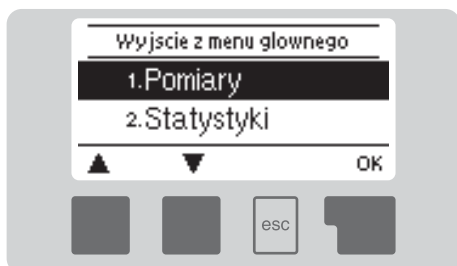 Wyjscie z menu glownego
1.Pomiary
2.Statystyki
▲ ▼ OK
esc